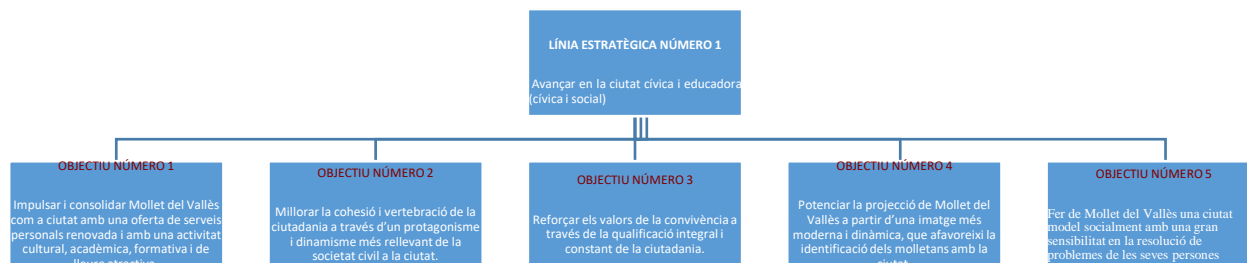 LÍNIA ESTRATÈGICA NÚMERO 1
Avançar en la ciutat cívica i educadora
(cívica i social)
OBJECTIU NÚMERO 1
Impulsar i consolidar Mollet del Vallès
com a ciutat amb una oferta de serveis
personals renovada i amb una activitat
cultural, acadèmica, formativa i de
lleure atractiva.
OBJECTIU NÚMERO 2
Millorar la cohesió i vertebració de la
ciutadania a través d’un protagonisme
i dinamisme més rellevant de la
societat civil a la ciutat.
OBJECTIU NÚMERO 3
Reforçar els valors de la convivència a
través de la qualificació integral i
constant de la ciutadania.
OBJECTIU NÚMERO 4
Potenciar la projecció de Mollet del
Vallès a partir d’una imatge més
moderna i dinàmica, que afavoreixi la
identificació dels molletans amb la
ciutat.
OBJECTIU NÚMERO 5
Fer de Mollet del Vallès una ciutat
model socialment amb una gran
sensibilitat en la resolució de
problemes de les seves persones